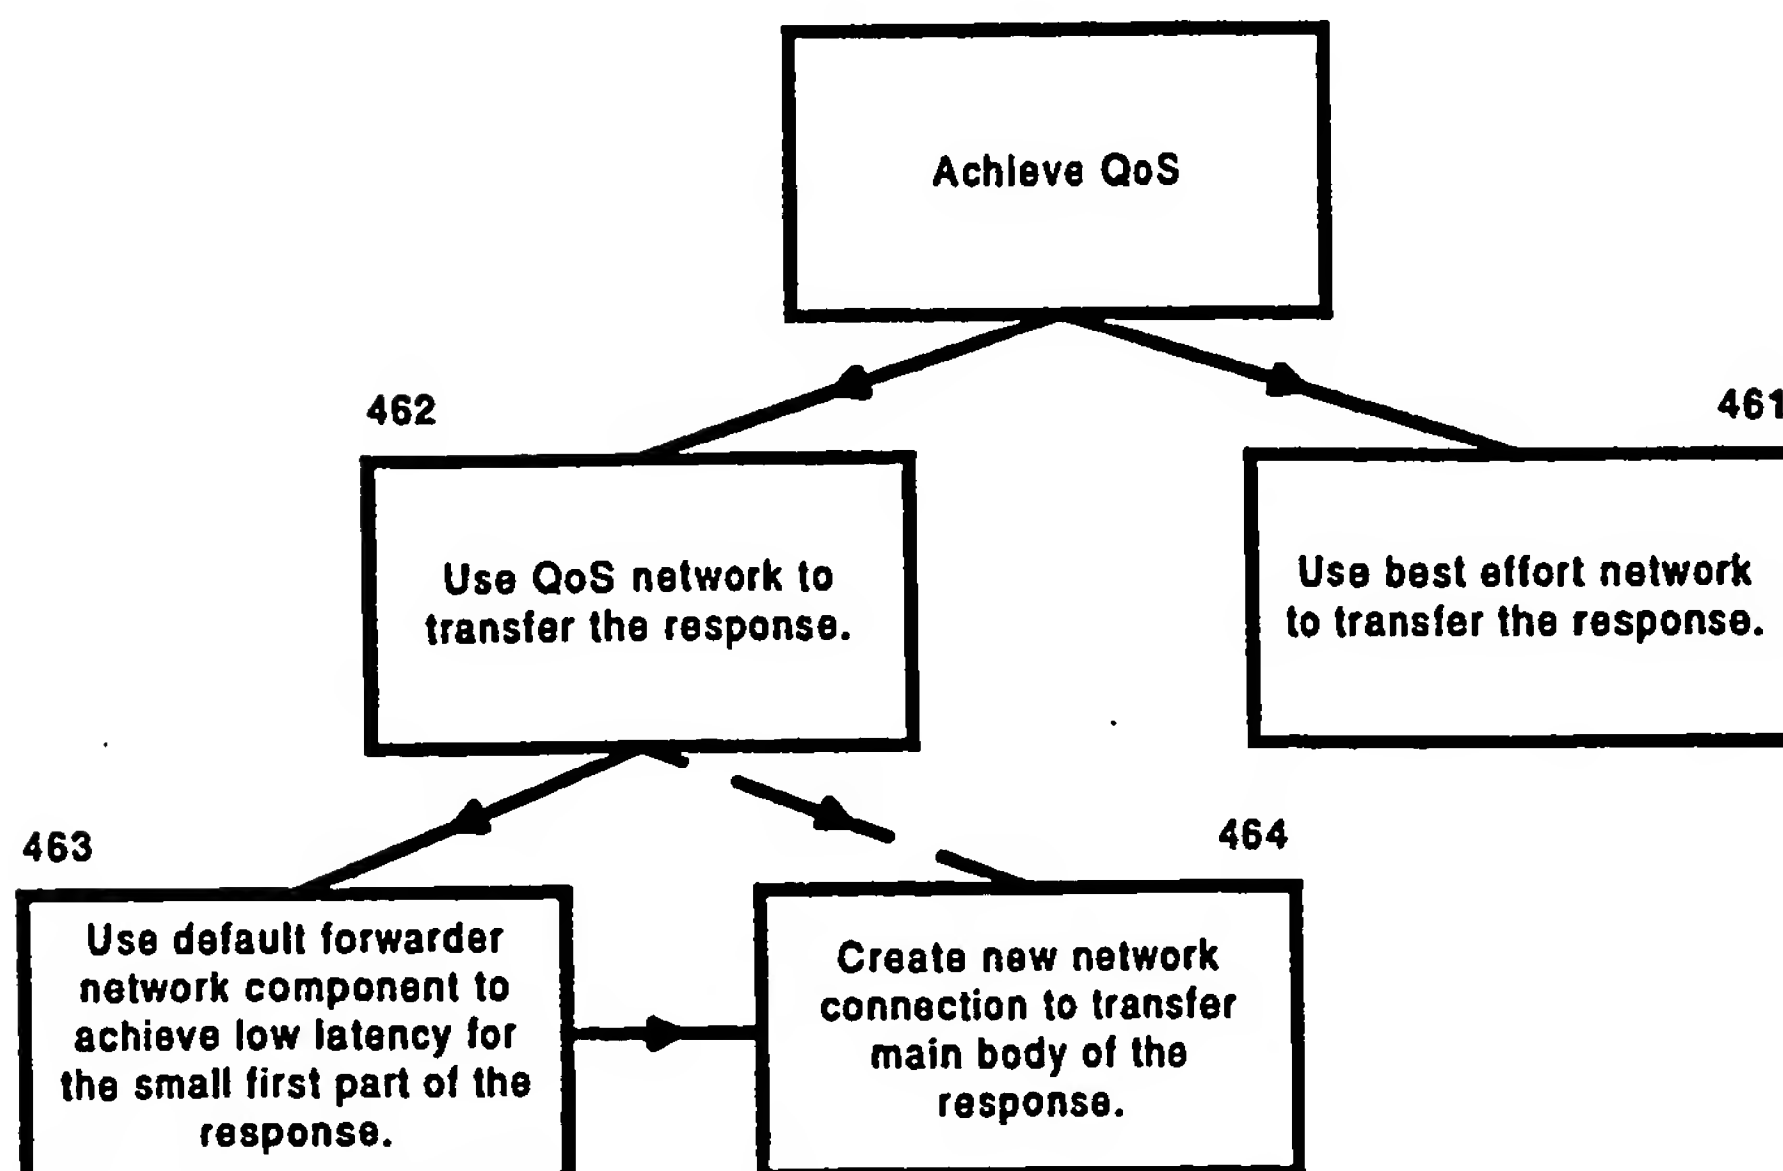 Achieve QoS
462
461
Use QoS network to
transfer the response.
Use best effort network
to transfer the response.
463
464
Use default forwarder
network component to
achieve low latency for
the small first part of the
response.
Create new network
connection to transfer
main body of the
response.